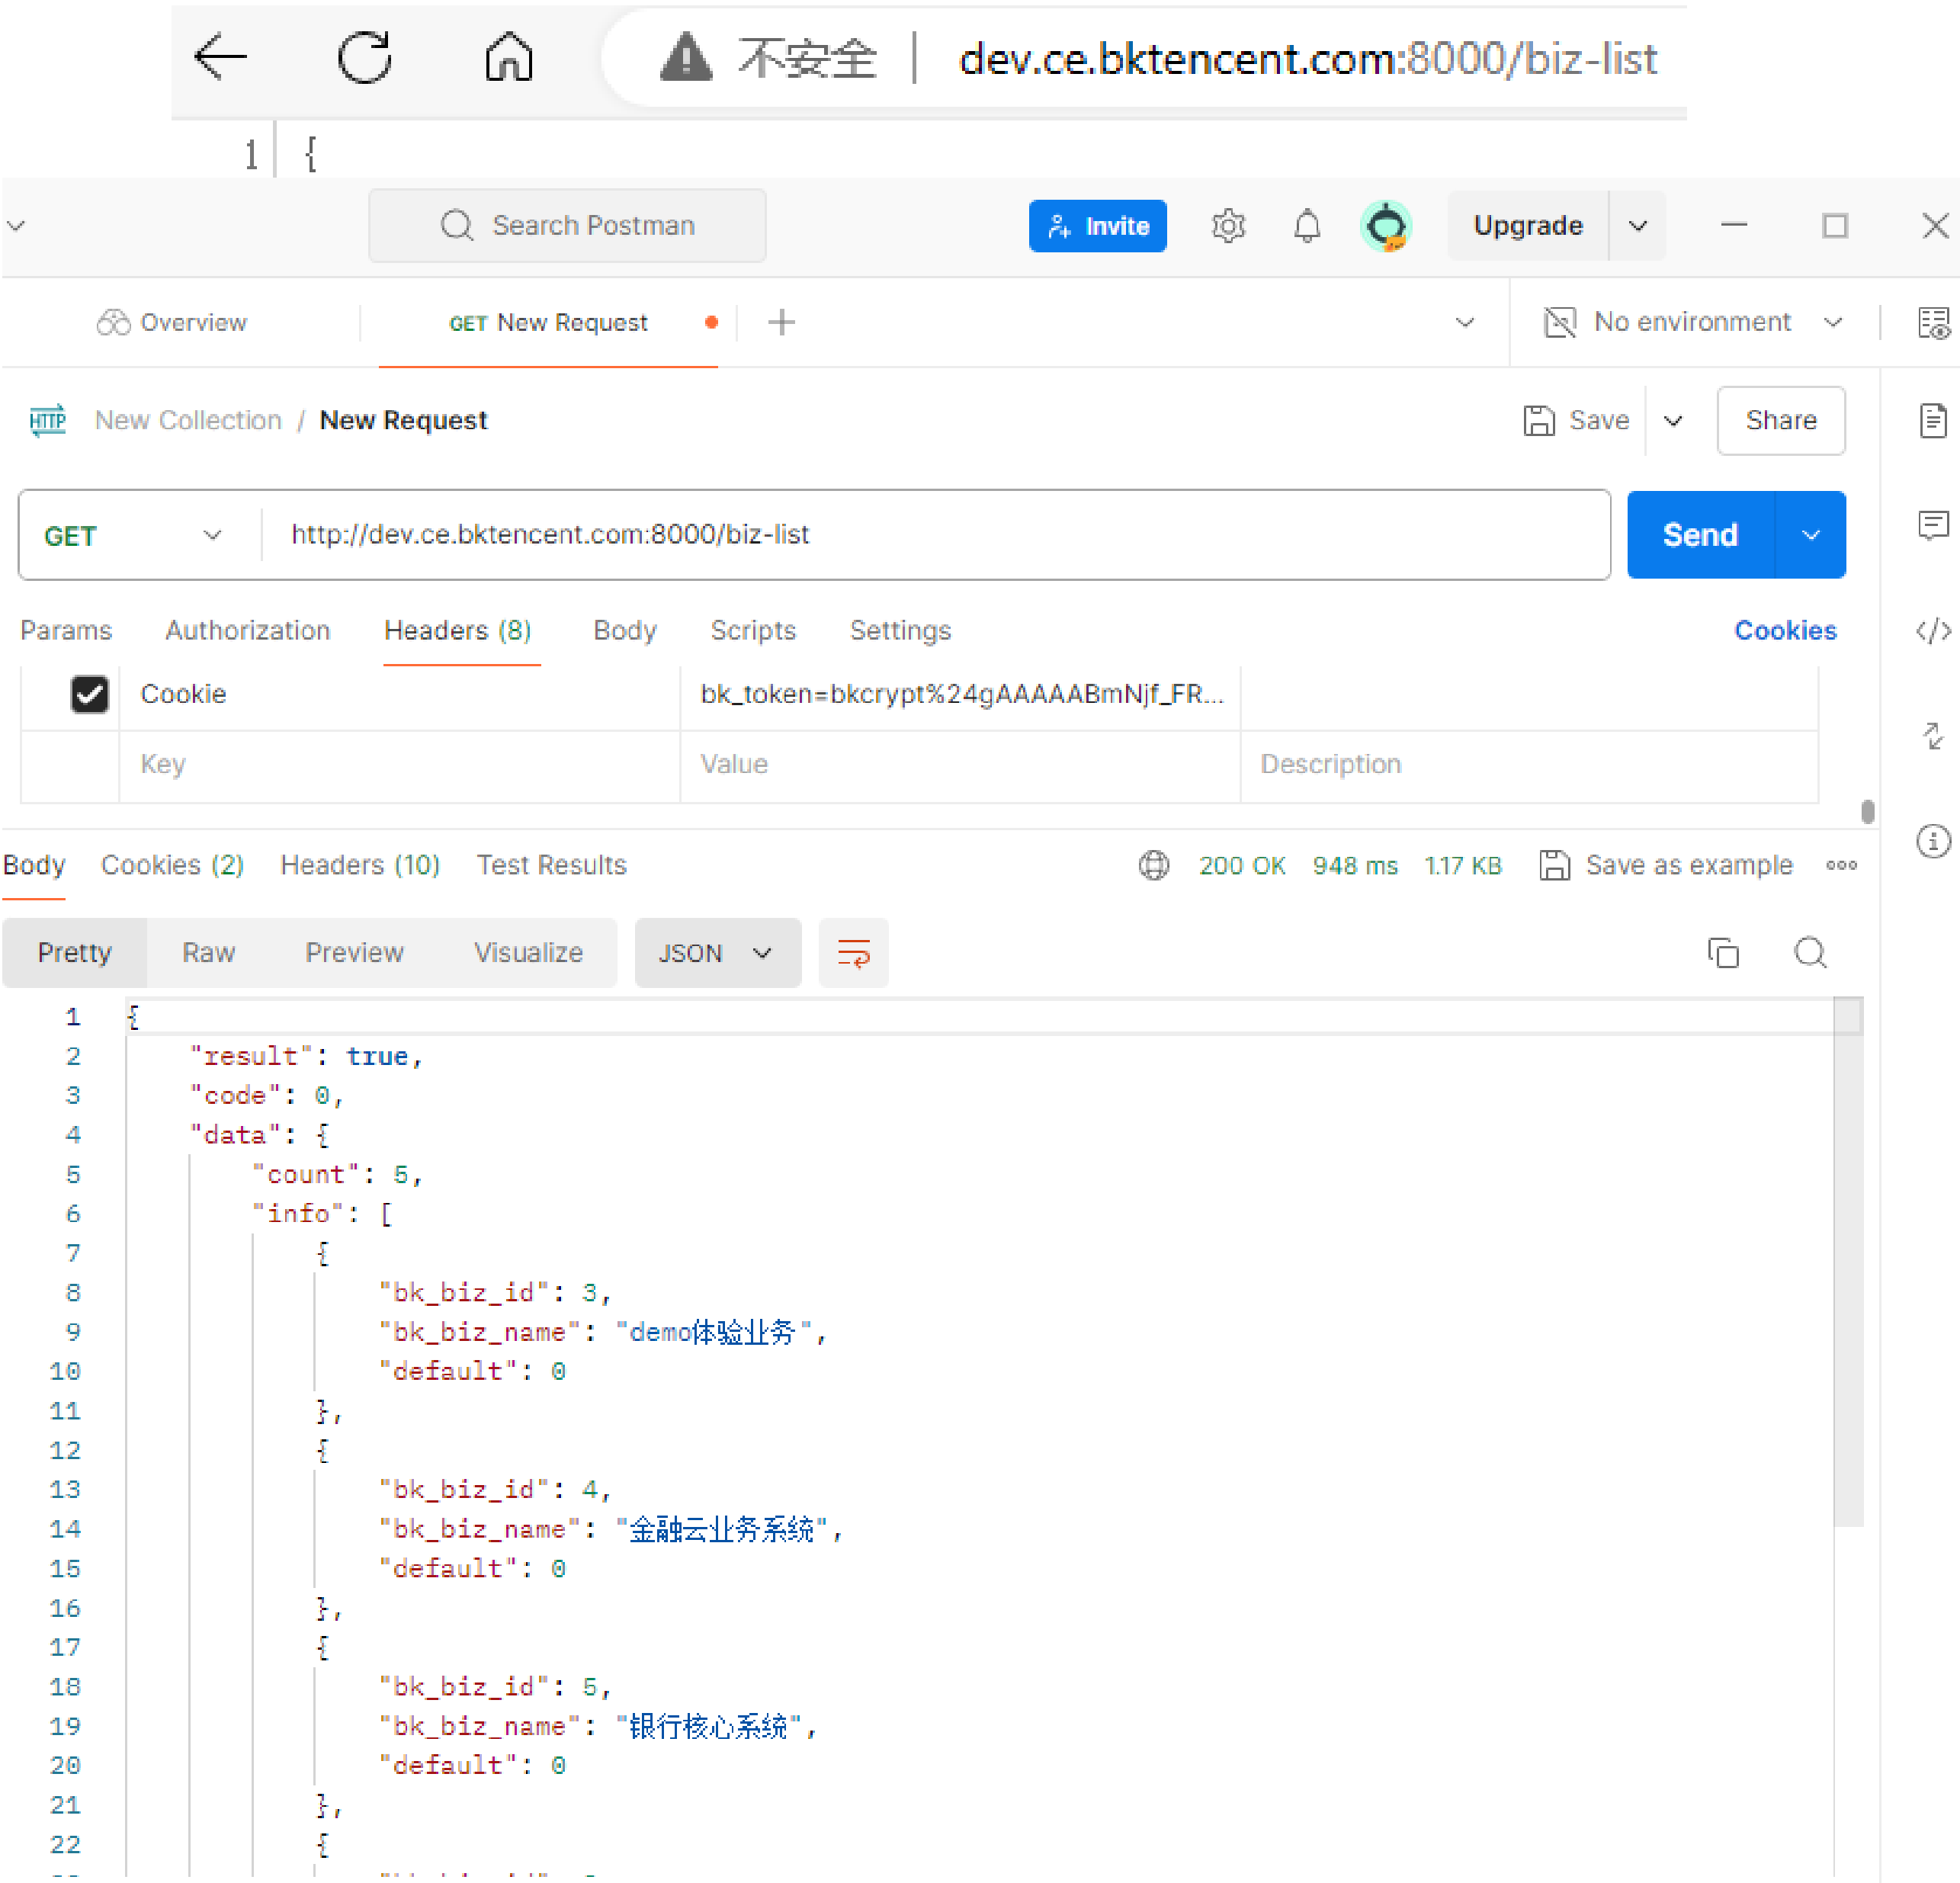 不安全 | dev.ce.bktencent.com:8000/biz-list
1 {
Search Postman Invite Upgrade
Overview GET New Request No environment
HTTP New Collection / New Request Save Share
GET http://dev.ce.bktencent.com:8000/biz-list Send
Params Authorization Headers (8) Body Scripts Settings Cookies
Cookie bk_token=bkcrypt%24gAAAAABmNjf_FR...
Key Value Description
Body Cookies (2) Headers (10) Test Results 200 OK 948 ms 1.17 KB Save as example
Pretty Raw Preview Visualize JSON
1 {
2 "result": true,
3 "code": 0,
4 "data": {
5 "count": 5,
6 "info": [
7 {
8 "bk_biz_id": 3,
9 "bk_biz_name": "demo体验业务",
10 "default": 0
11 },
12 {
13 "bk_biz_id": 4,
14 "bk_biz_name": "金融云业务系统",
15 "default": 0
16 },
17 {
18 "bk_biz_id": 5,
19 "bk_biz_name": "银行核心系统",
20 "default": 0
21 },
22 {